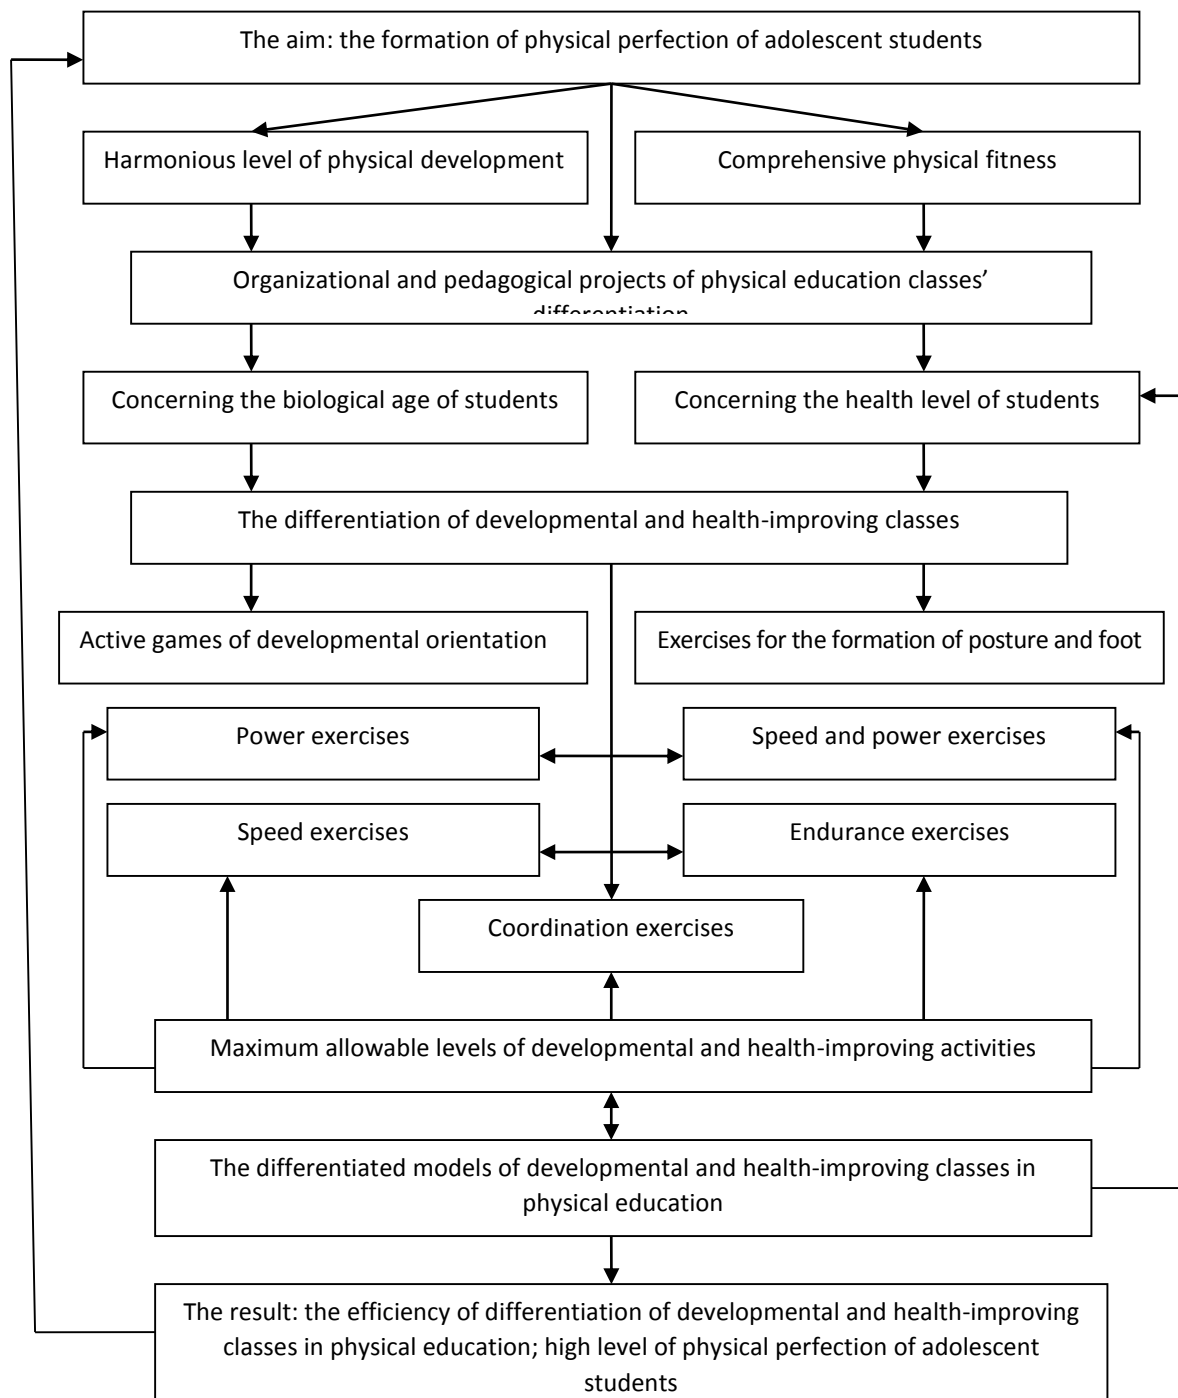 The aim: the formation of physical perfection of adolescent students
Harmonious level of physical development
Comprehensive physical fitness
Organizational and pedagogical projects of physical education classes’
differentiation
Concerning the biological age of students
Concerning the health level of students
The differentiation of developmental and health-improving classes
Active games of developmental orientation
Exercises for the formation of posture and foot
Power exercises
Speed and power exercises
Speed exercises
Endurance exercises
Coordination exercises
Maximum allowable levels of developmental and health-improving activities
The differentiated models of developmental and health-improving classes in
physical education
The result: the efficiency of differentiation of developmental and health-improving
classes in physical education; high level of physical perfection of adolescent
students